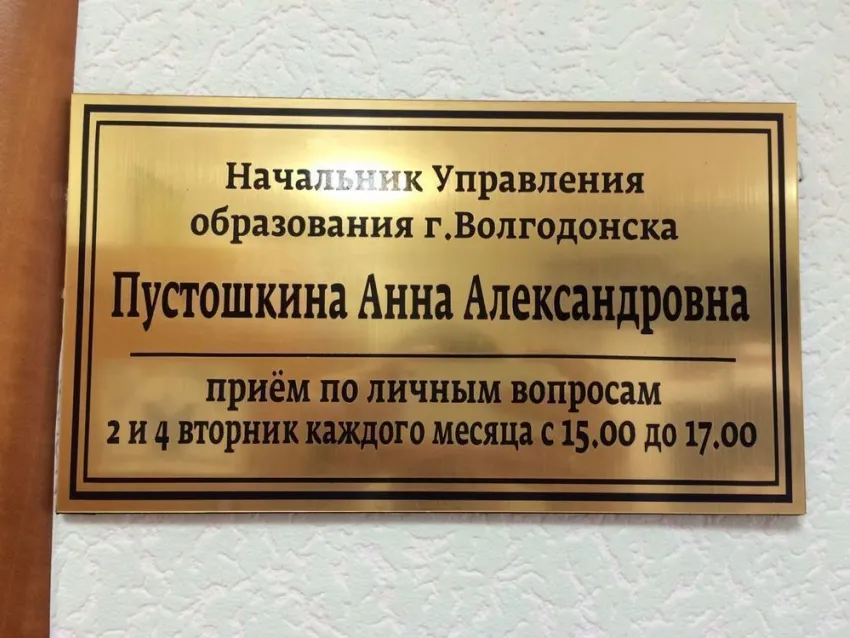 Начальник Управления
образования г.Волгодонска
Пустошкина Анна Александровна
приём по личным вопросам
2 и 4 вторник каждого месяца с 15.00 до 17.00